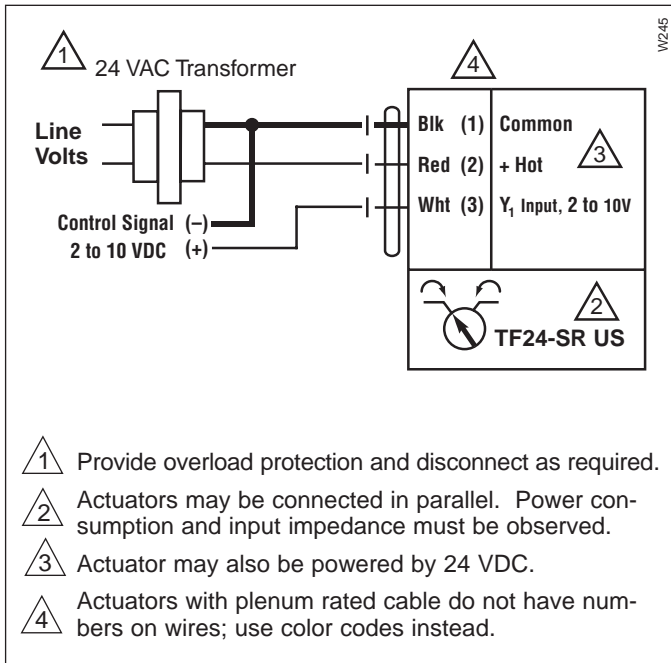 W245
1 24 VAC Transformer
4
Line
Volts
Blk (1) Common
Red (2) + Hot
3
Wht (3) Y1 Input, 2 to 10V
Control Signal (–)
2 to 10 VDC (+)
2
TF24-SR US
1 Provide overload protection and disconnect as required.
2 Actuators may be connected in parallel. Power con-
sumption and input impedance must be observed.
3 Actuator may also be powered by 24 VDC.
4 Actuators with plenum rated cable do not have num-
bers on wires; use color codes instead.